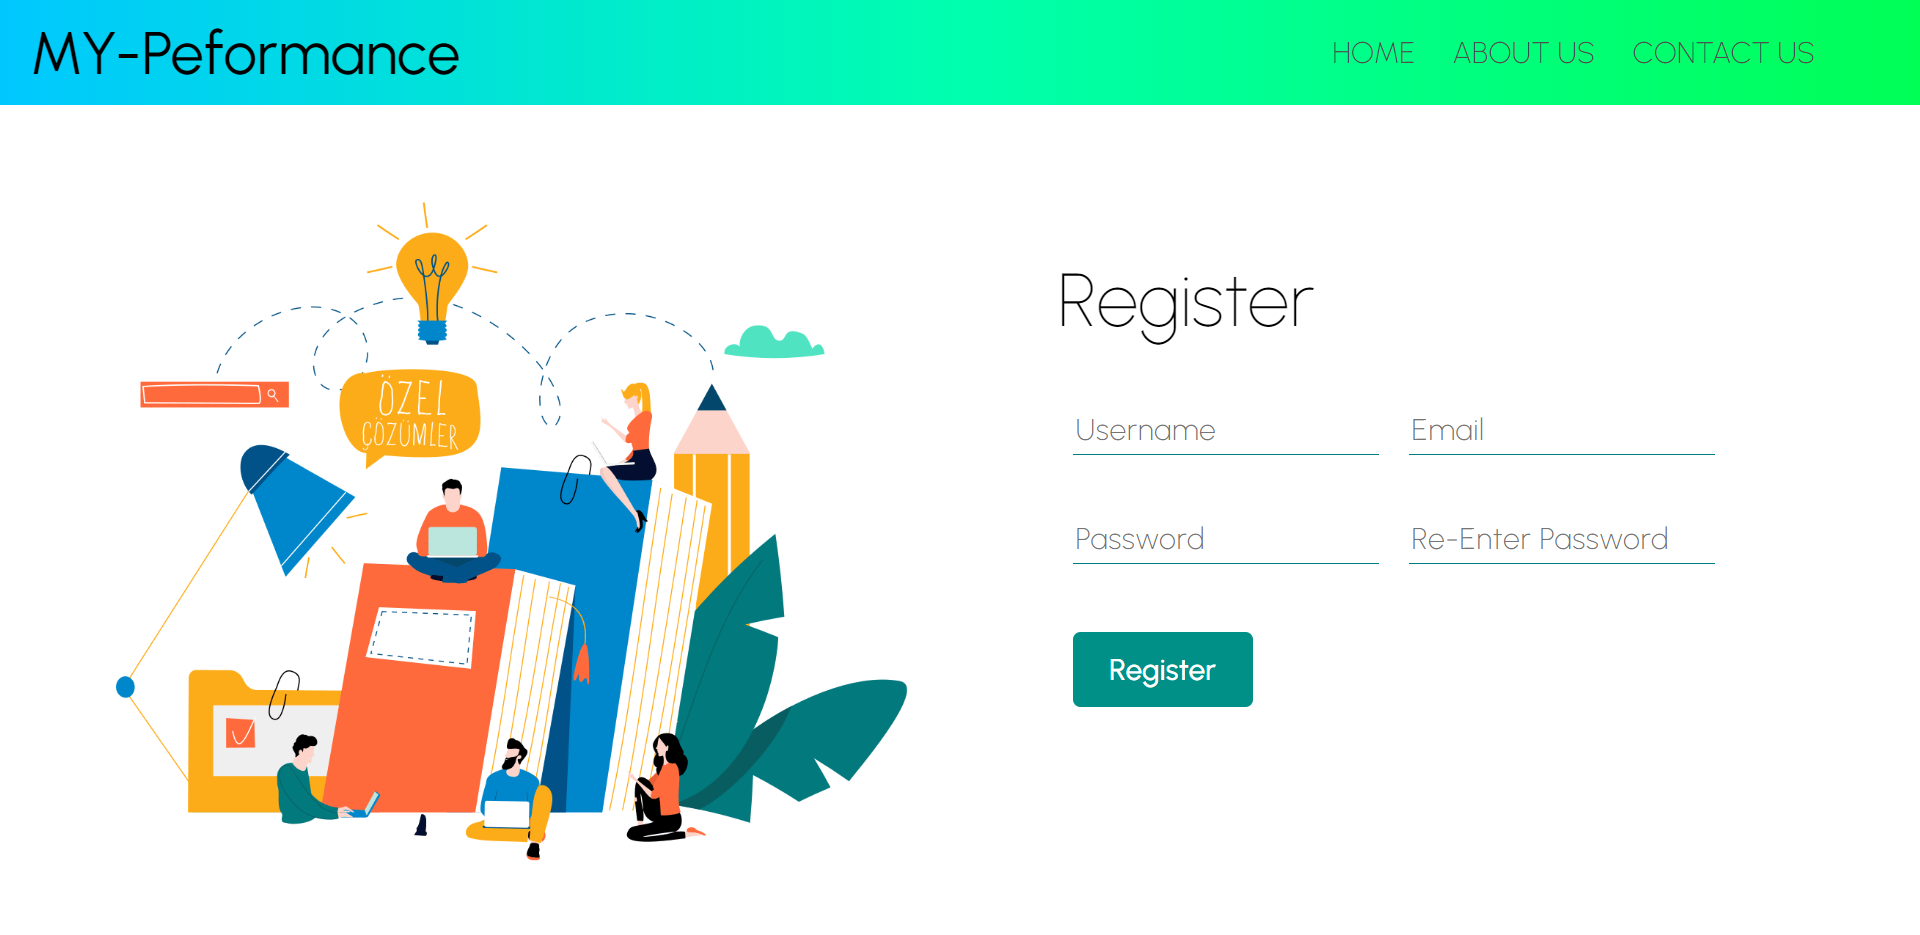 MY-Peformance
HOME ABOUT US CONTACT US
ÖZEL
ÇÖZÜMLER
Register
Username Email
Password Re-Enter Password
Register